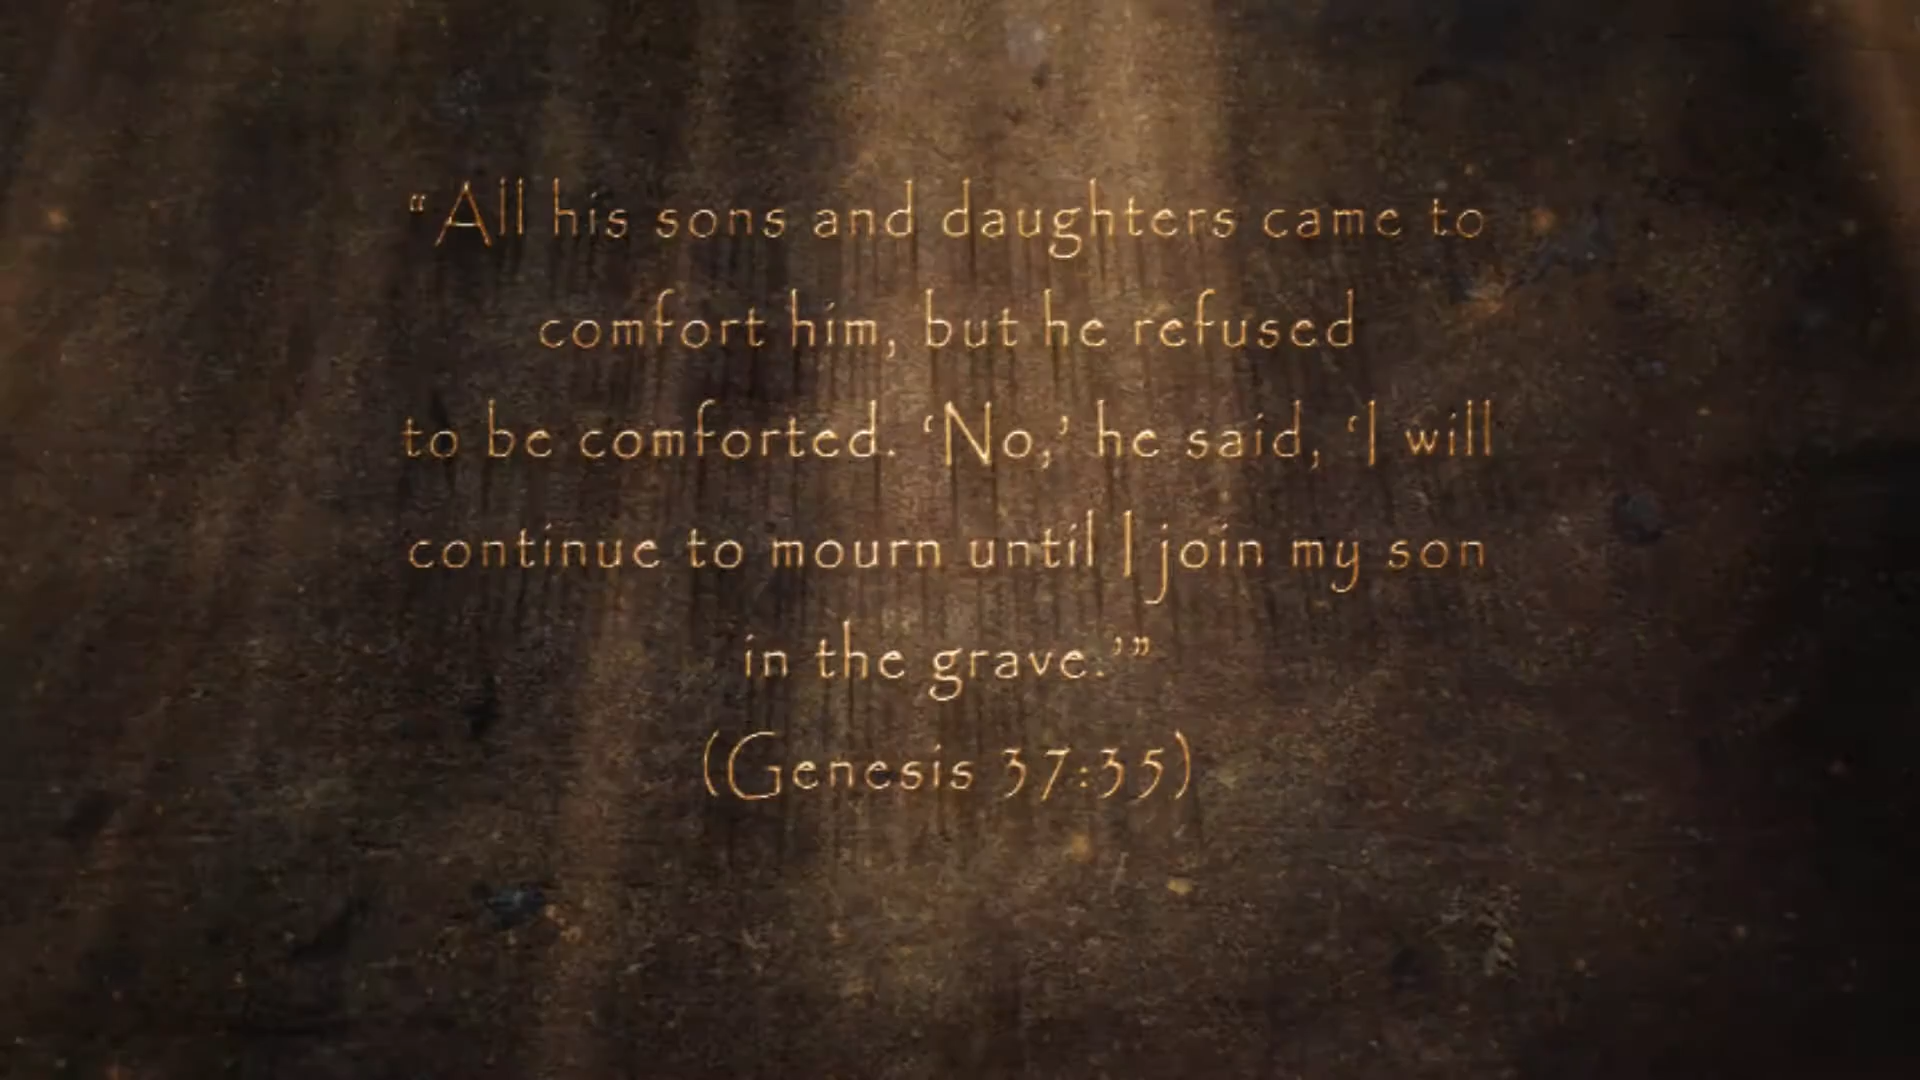 “All his sons and daughters came to
comfort him, but he refused
to be comforted. ‘No,’ he said, ‘I will
continue to mourn until I join my son
in the grave.’”
(Genesis 37:35)